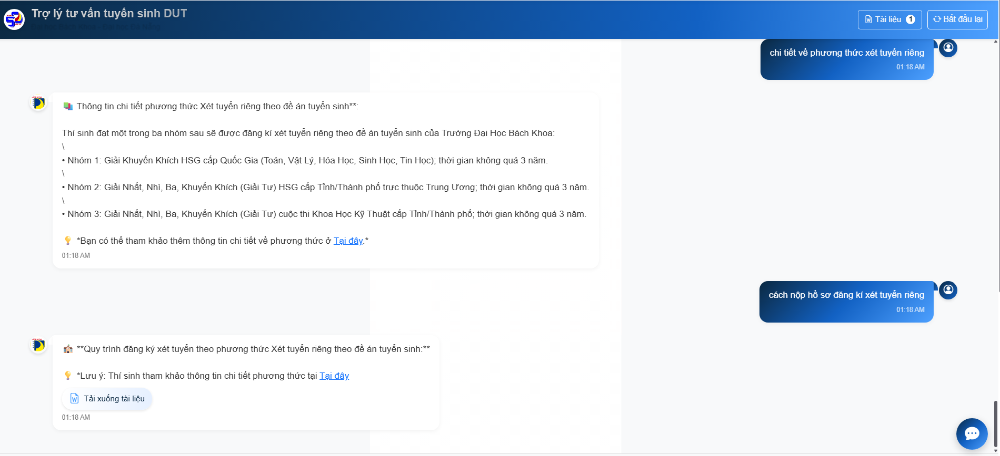 Trợ lý tư vấn tuyển sinh DUT
Tài liệu 1
Bắt đầu lại
chi tiết về phương thức xét tuyển riêng
01:18 AM
Thông tin chi tiết phương thức Xét tuyển riêng theo đề án tuyển sinh**:
Thí sinh đạt một trong ba nhóm sau sẽ được đăng kí xét tuyển riêng theo đề án tuyển sinh của Trường Đại Học Bách Khoa:
\
• Nhóm 1: Giải Khuyến Khích HSG cấp Quốc Gia (Toán, Vật Lý, Hóa Học, Sinh Học, Tin Học); thời gian không quá 3 năm.
\
• Nhóm 2: Giải Nhất, Nhì, Ba, Khuyến Khích (Giải Tư) HSG cấp Tỉnh/Thành phố trực thuộc Trung Ương; thời gian không quá 3 năm.
\
• Nhóm 3: Giải Nhất, Nhì, Ba, Khuyến Khích (Giải Tư) cuộc thi Khoa Học Kỹ Thuật cấp Tỉnh/Thành phố; thời gian không quá 3 năm.
*Bạn có thể tham khảo thêm thông tin chi tiết về phương thức ở Tại đây.*
01:18 AM
cách nộp hồ sơ đăng kí xét tuyển riêng
01:18 AM
**Quy trình đăng ký xét tuyển theo phương thức Xét tuyển riêng theo đề án tuyển sinh:**
*Lưu ý: Thí sinh tham khảo thông tin chi tiết phương thức tại Tại đây
Tải xuống tài liệu
01:18 AM